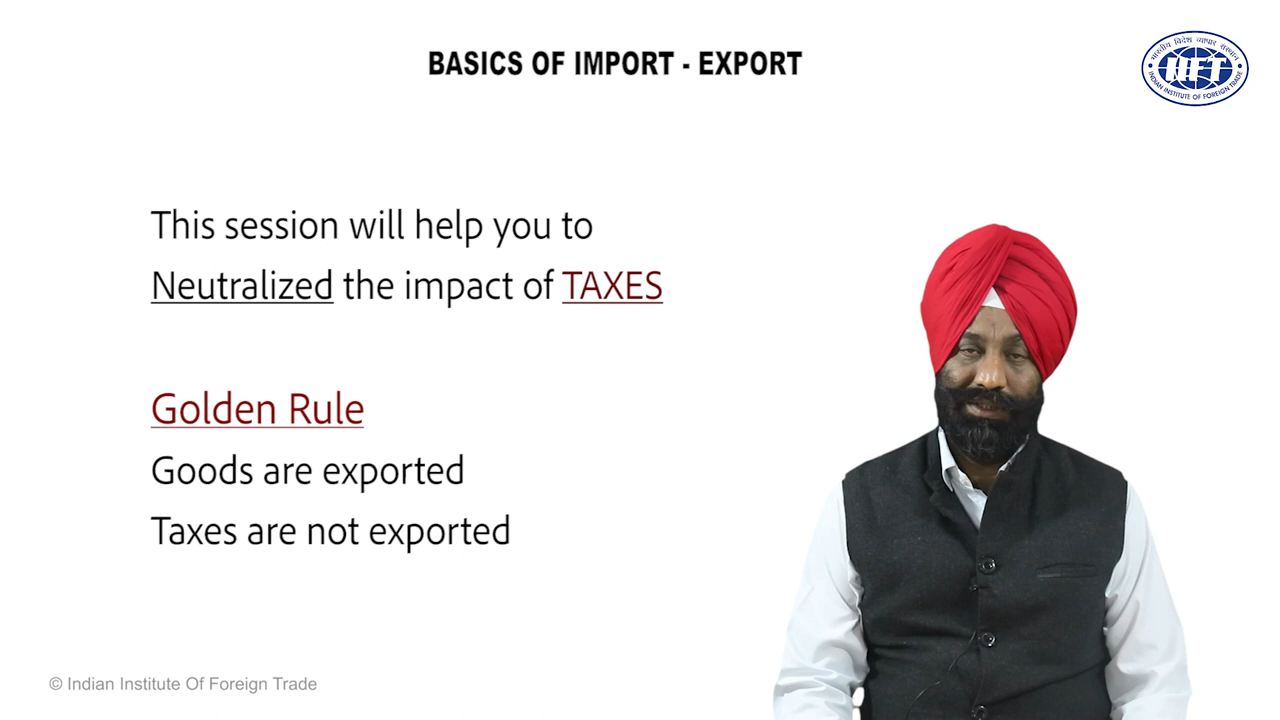 BASICS OF IMPORT - EXPORT
भारतीय विदेश व्यापार संस्थान
IIFT
INDIAN INSTITUTE OF FOREIGN TRADE
This session will help you to
Neutralized the impact of TAXES
Golden Rule
Goods are exported
Taxes are not exported
© Indian Institute Of Foreign Trade